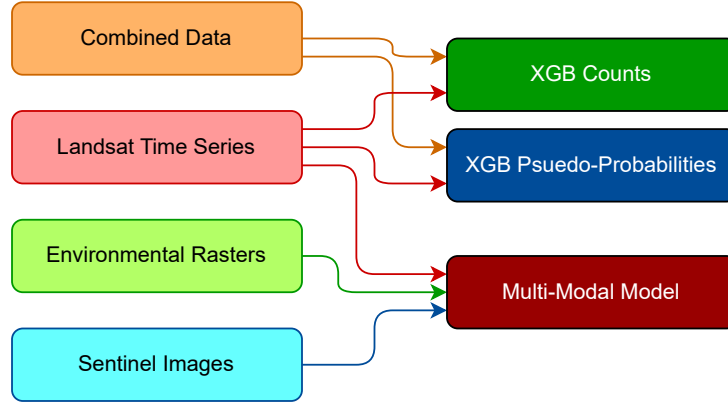 Combined Data
Landsat Time Series
Environmental Rasters
Sentinel Images
XGB Counts
XGB Psuedo-Probabilities
Multi-Modal Model